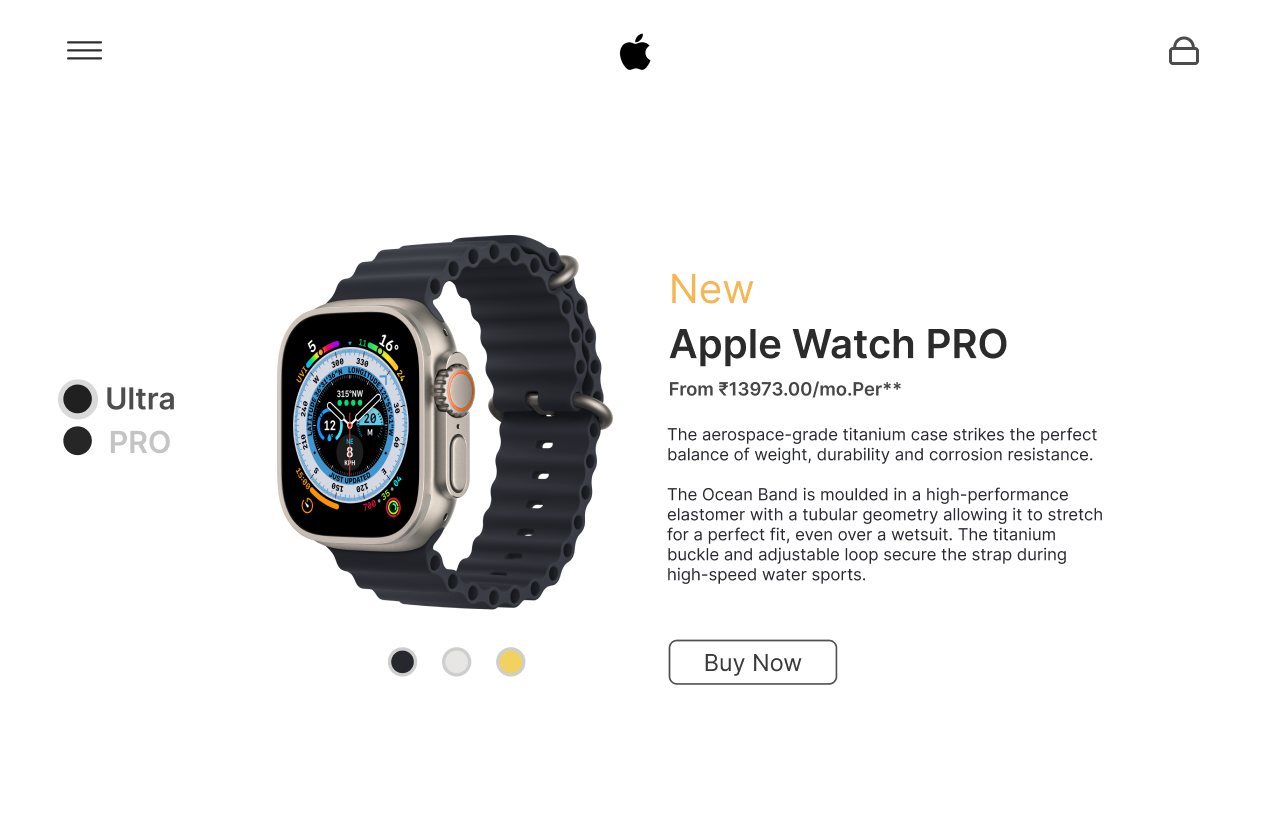 New
Apple Watch PRO
From ₹13973.00/mo.Per**
Ultra
PRO
The aerospace-grade titanium case strikes the perfect
balance of weight, durability and corrosion resistance.
The Ocean Band is moulded in a high-performance
elastomer with a tubular geometry allowing it to stretch
for a perfect fit, even over a wetsuit. The titanium
buckle and adjustable loop secure the strap during
high-speed water sports.
Buy Now
5
11
16°
UVI
24
W
300
330
N
30
60
E
120
150
S
210
240
315°NW
12
20
M
NE
8
KPH
JUST UPDATED
15:00
700 • 35 • 04